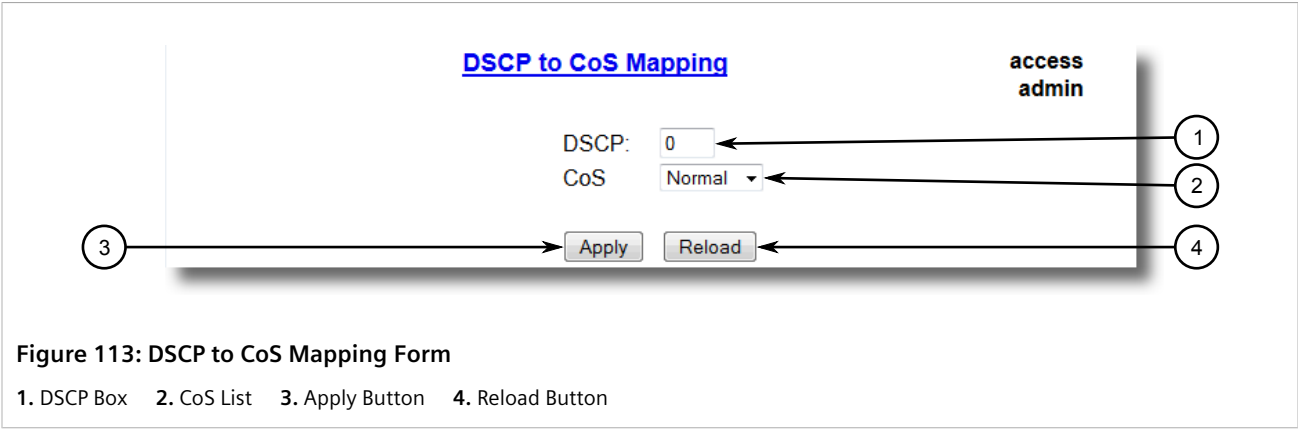 DSCP to CoS Mapping
access
admin
DSCP: 0
1
CoS Normal
2
3
Apply Reload
4
Figure 113: DSCP to CoS Mapping Form
1. DSCP Box 2. CoS List 3. Apply Button 4. Reload Button